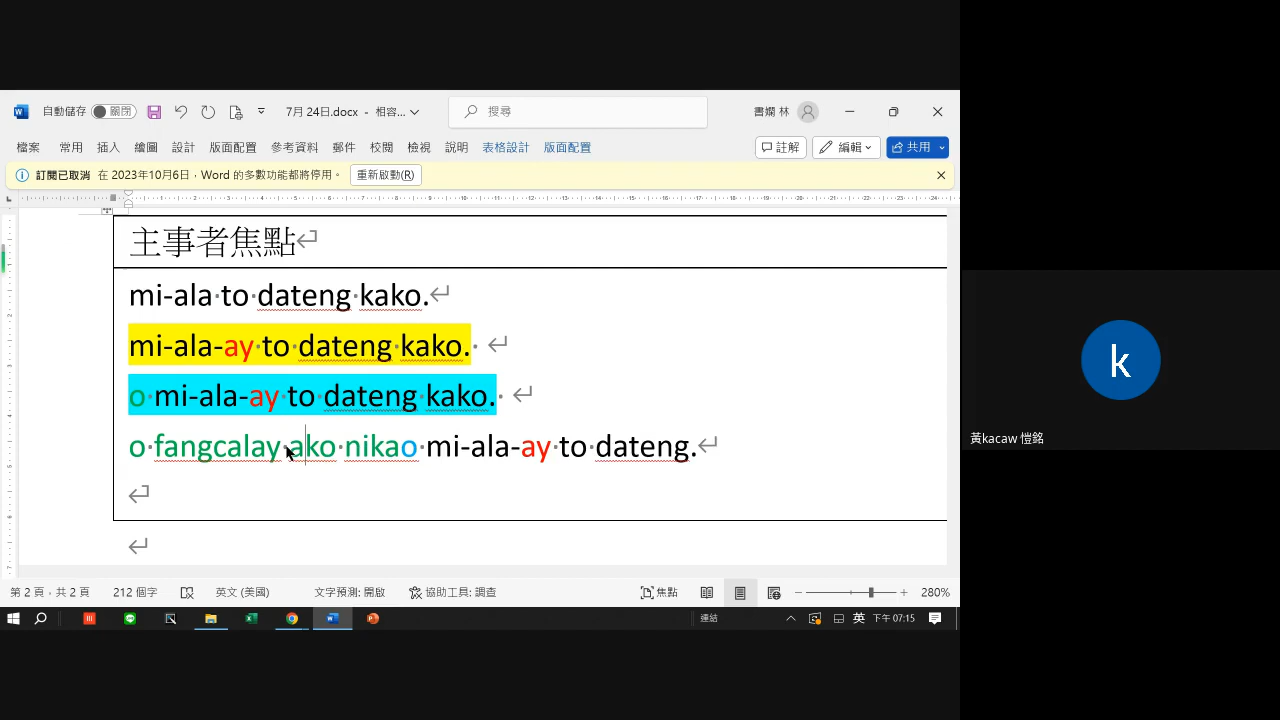 自動儲存 關閉 7月 24日.docx - 相容... 搜尋 書嫻 林
檔案 常用 插入 繪圖 設計 版面配置 參考資料 郵件 校閱 檢視 說明 表格設計 版面配置 註解 編輯 共用
訂閱已取消 在 2023年10月6日，Word 的多數功能都將停用。 重新啟動(R)
主事者焦點
mi-ala to dateng kako.
mi-ala-ay to dateng kako.
o mi-ala-ay to dateng kako.
o fangcalay ako nikao mi-ala-ay to dateng.
k
黃kacaw 愷銘
第 2 頁，共 2 頁 212 個字 英文 (美國) 文字預測: 開啟 協助工具: 調查 焦點 280%
連結 英 下午 07:15